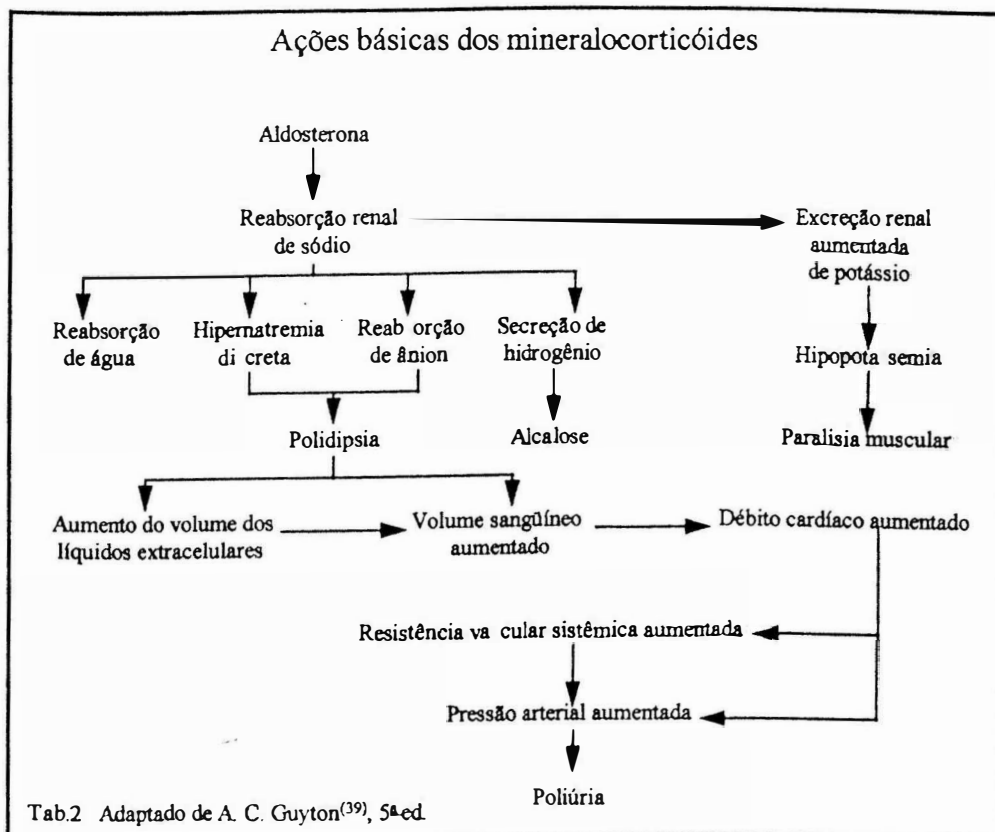 Ações básicas dos mineralocorticóides
Aldosterona
Reabsorção renal
de sódio
Excreção renal
aumentada
de potássio
Reabsorção
de água
Hipernatremia
di creta
Reab orção
de ânion
Secreção de
hidrogênio
Hipopota semia
Polidipsia
Alcalose
Paralisia muscular
Aumento do volume dos
líquidos extracelulares
Volume sangüíneo
aumentado
Débito cardíaco aumentado
Resistência va cular sistêmica aumentada
Pressão arterial aumentada
Poliúria
Tab.2 Adaptado de A. C. Guyton(39), 5ª ed.